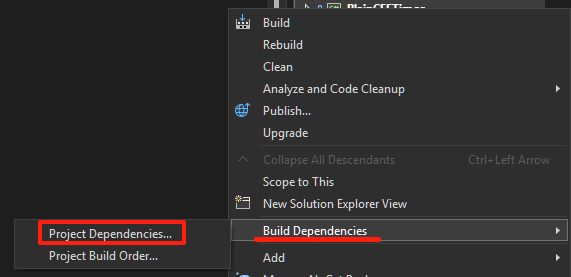 Build
Rebuild
Clean
Analyze and Code Cleanup
Publish...
Upgrade
Collapse All Descendants Ctrl+Left Arrow
Scope to This
New Solution Explorer View
Build Dependencies
Project Dependencies...
Project Build Order...
Add